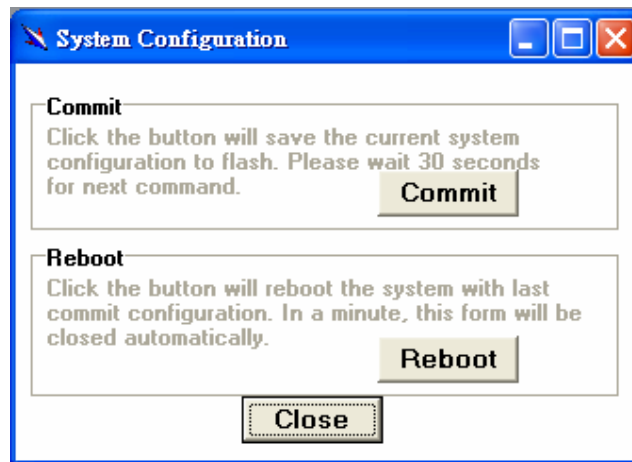 System Configuration
Commit
Click the button will save the current system
configuration to flash. Please wait 30 seconds
for next command.
Commit
Reboot
Click the button will reboot the system with last
commit configuration. In a minute, this form will be
closed automatically.
Reboot
Close